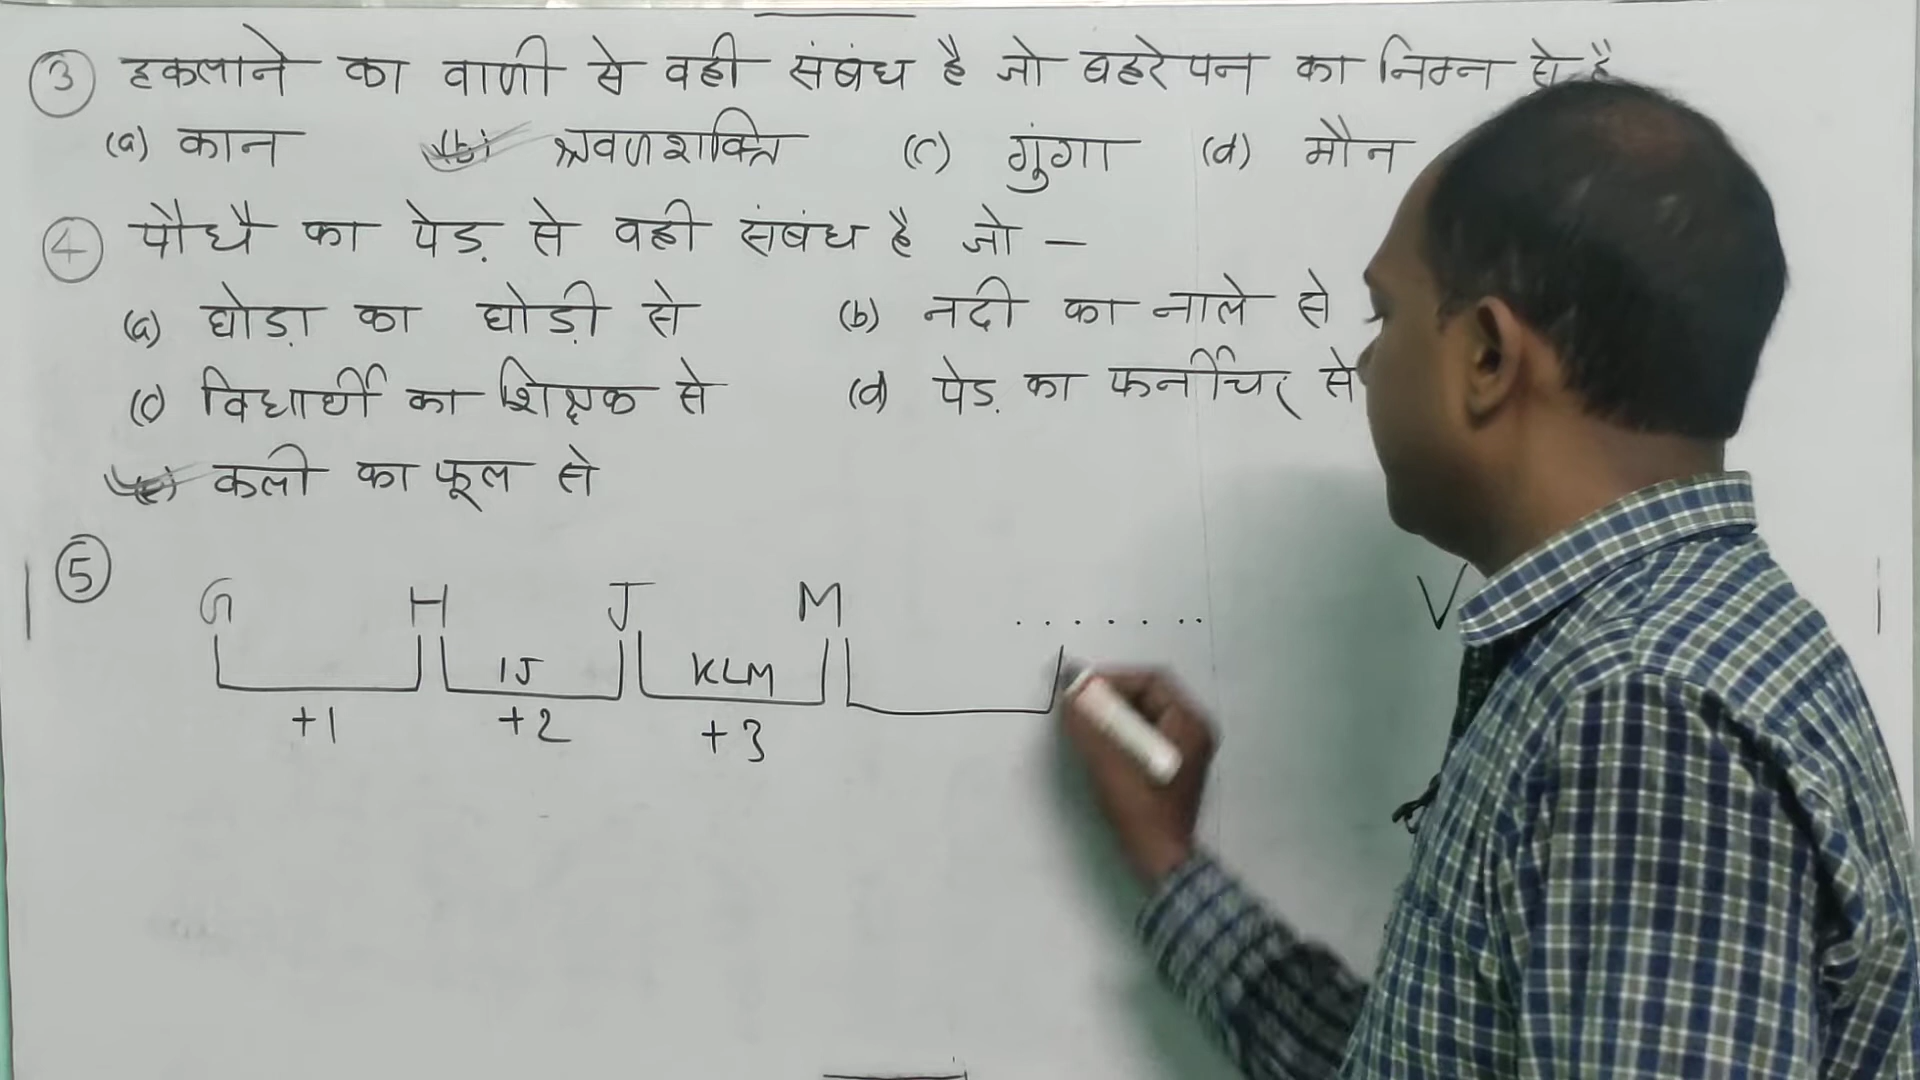 ③ हकलाने का वाणी से वही संबंध है जो बहरेपन का निम्न से है
(a) कान (b) श्रवणशक्ति (c) गुंगा (d) मौन
④ पौधै का पेड़ से वही संबंध है जो –
(a) घोड़ा का घोड़ी से (b) नदी का नाले से
(c) विधार्थी का शिक्षक से (d) पेड़ का फर्नीचर से
(e) कली का फूल से
⑤
G H J M ....... V
IJ KLM
+1 +2 +3